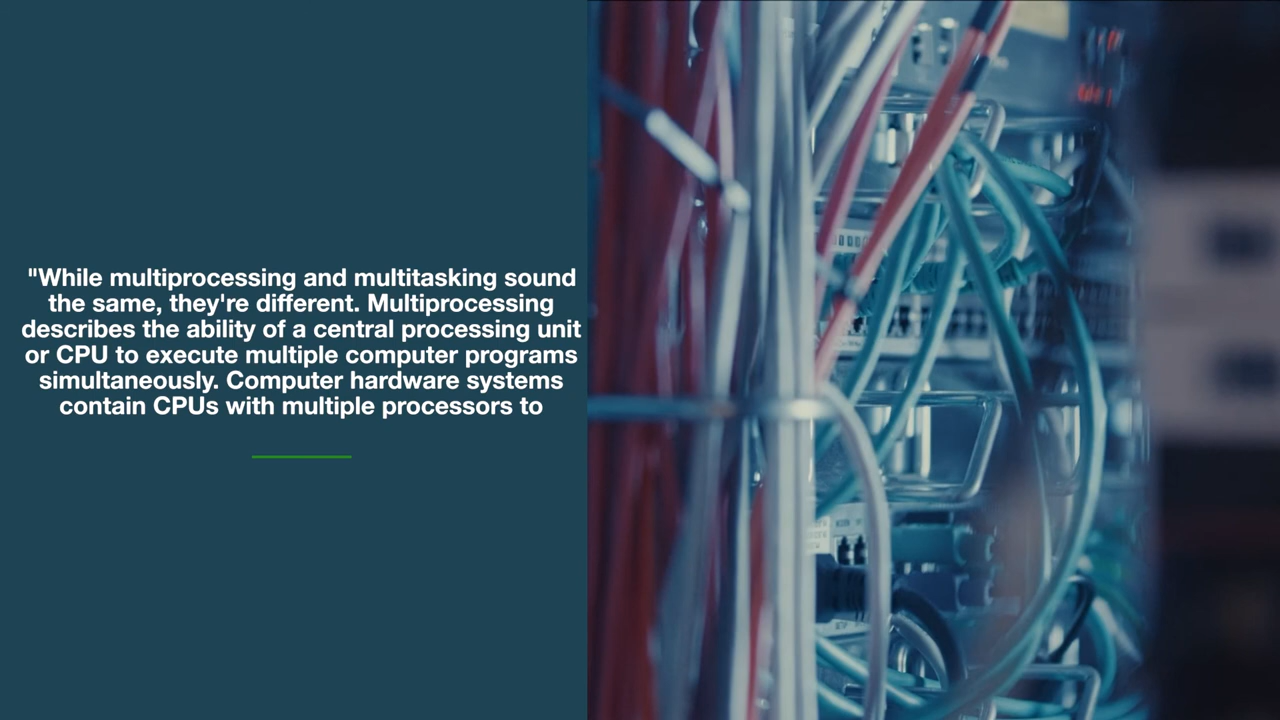 "While multiprocessing and multitasking sound
the same, they're different. Multiprocessing
describes the ability of a central processing unit
or CPU to execute multiple computer programs
simultaneously. Computer hardware systems
contain CPUs with multiple processors to